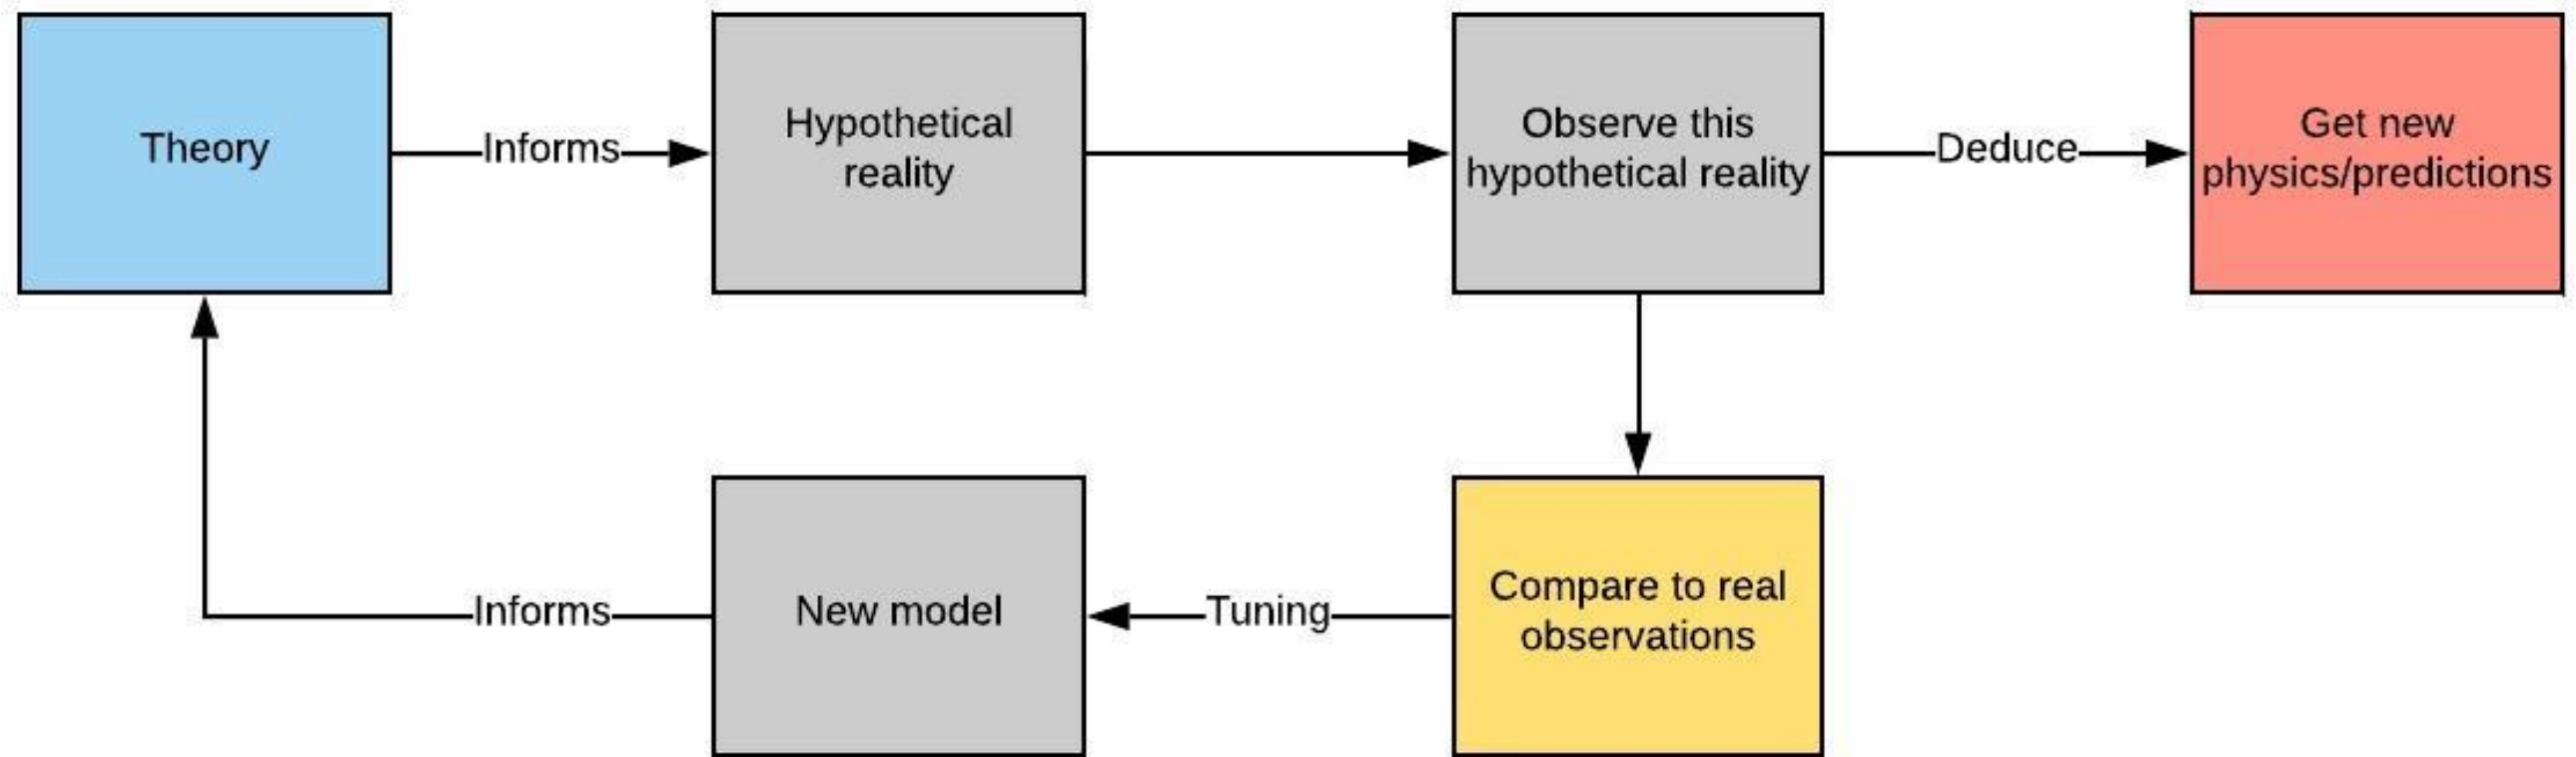 Theory
Informs
Hypothetical
reality
Observe this
hypothetical reality
Deduce
Get new
physics/predictions
Informs
New model
Tuning
Compare to real
observations